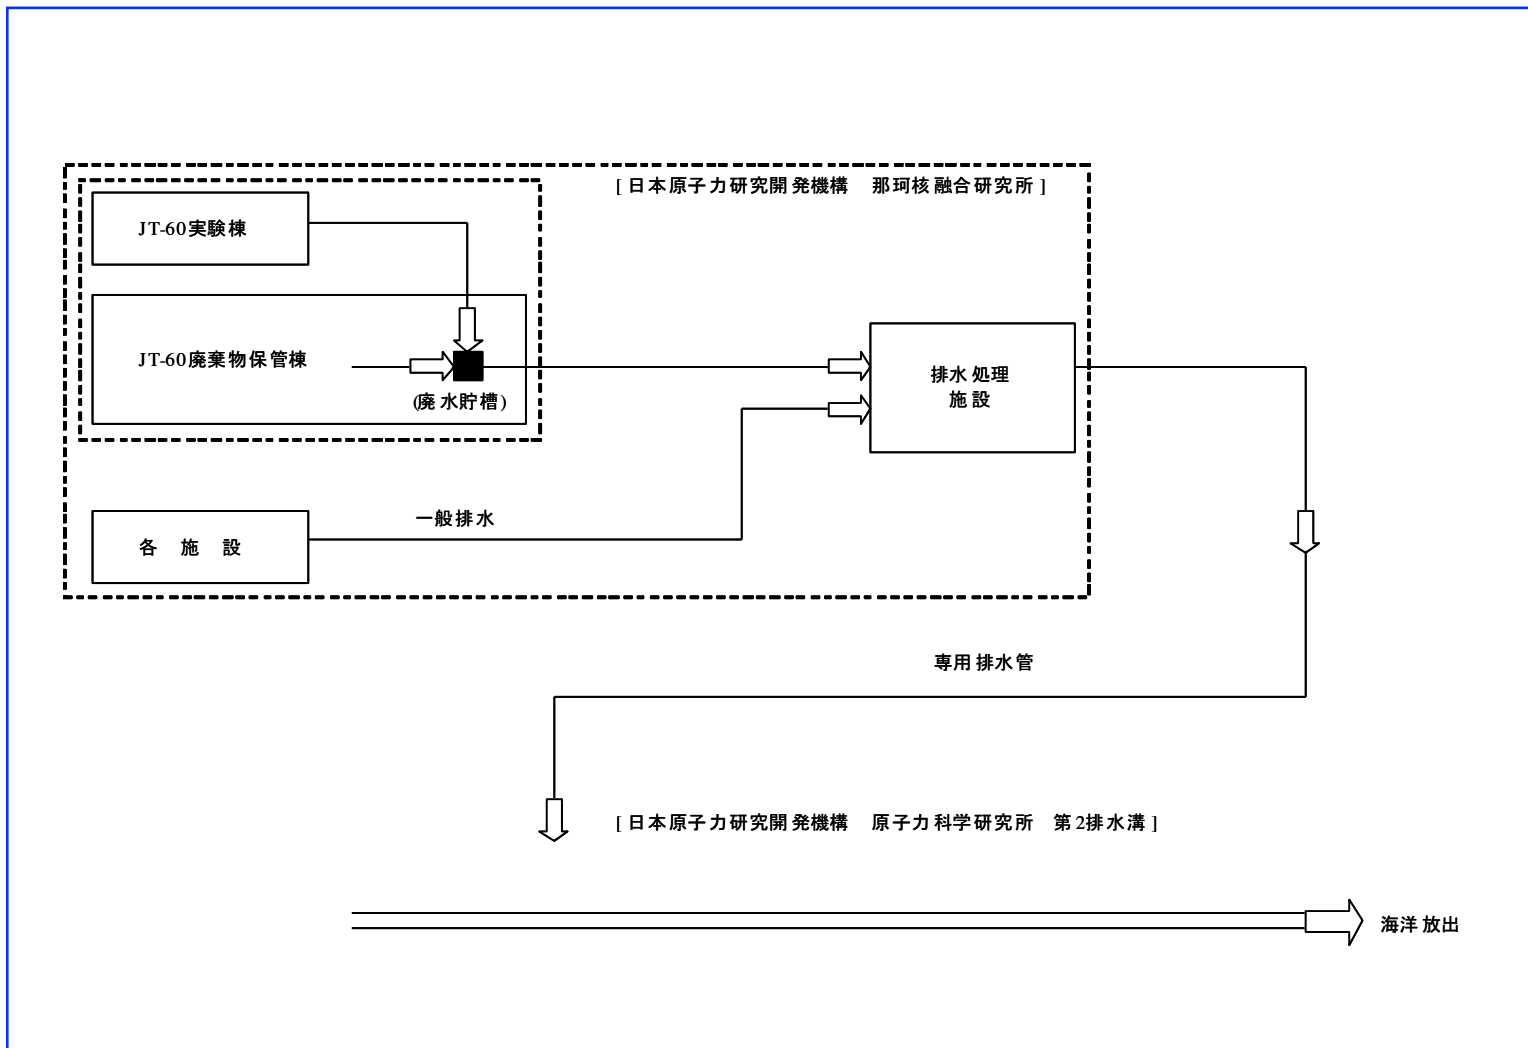 [ 日本原子力研究開発機構　那珂核融合研究所 ]
JT-60実験棟
JT-60廃棄物保管棟
(廃水貯槽)
排水処理
施設
一般排水
各　施　設
専用排水管
[ 日本原子力研究開発機構　原子力科学研究所　第2排水溝 ]
海洋放出